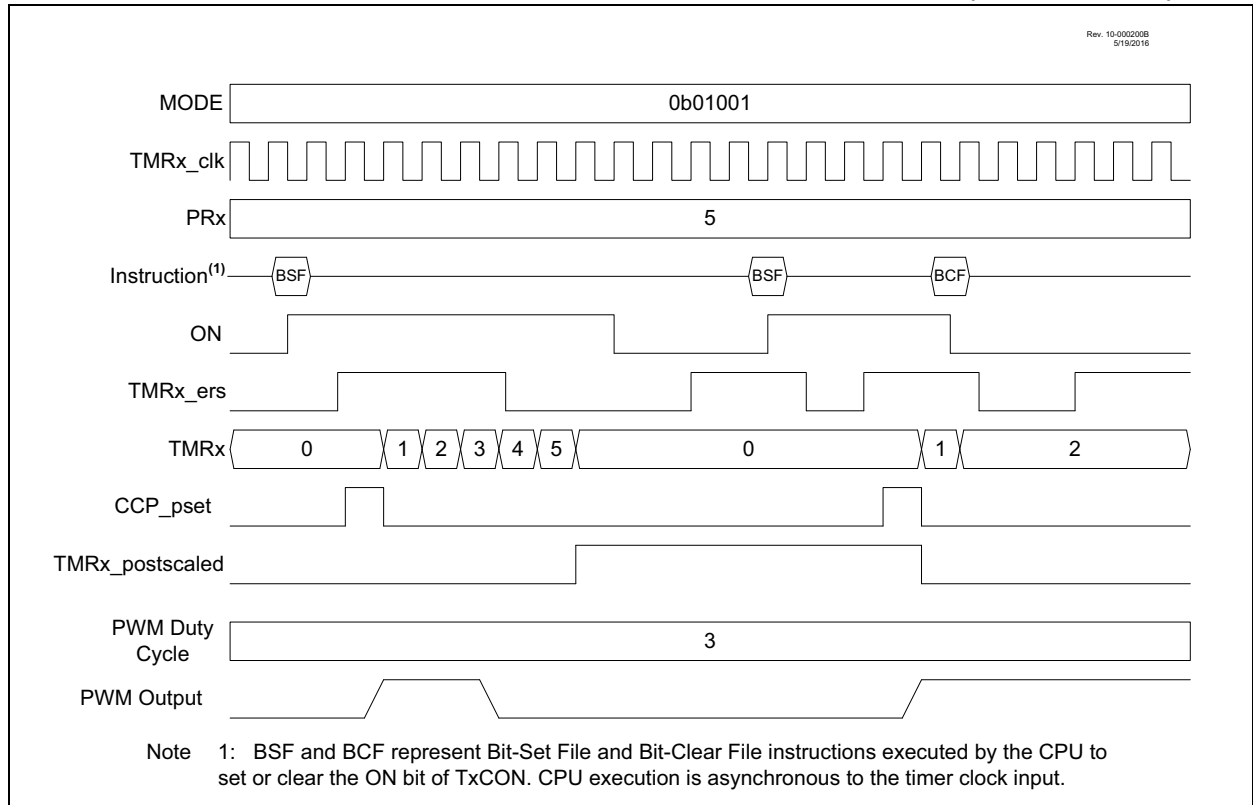 Rev. 10-000200B
5/19/2016
MODE 0b01001
TMRx_clk
PRx 5
Instruction(1) BSF BSF BCF
ON
TMRx_ers
TMRx 0 1 2 3 4 5 0 1 2
CCP_pset
TMRx_postscaled
PWM Duty
Cycle 3
PWM Output
Note 1: BSF and BCF represent Bit-Set File and Bit-Clear File instructions executed by the CPU to
set or clear the ON bit of TxCON. CPU execution is asynchronous to the timer clock input.